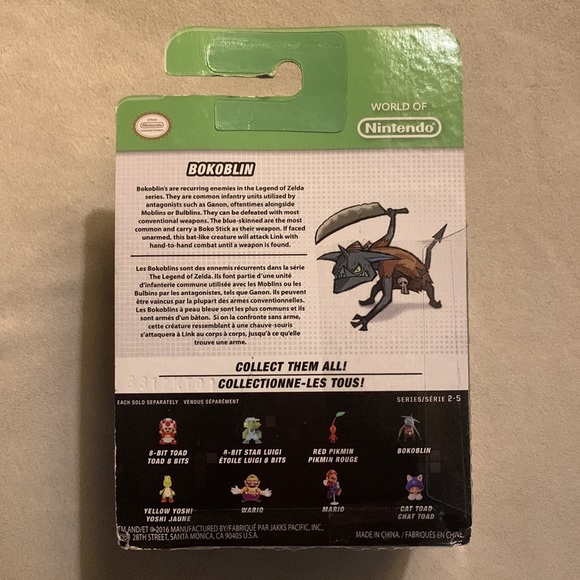 WORLD OF
Nintendo
BOKOBLIN
Bokoblin's are recurring enemies in the Legend of Zelda
series. They are common infantry units utilized by
antagonists such as Ganon, oftentimes alongside
Moblins or Bulblins. They can be defeated with most
conventional weapons. The blue-skinned are the most
common and carry a Boko Stick as their weapon. If faced
unarmed, this bat-like creature will attack Link with
hand-to-hand combat until a weapon is found.
Les Bokoblins sont des ennemis récurrents dans la série
The Legend of Zelda. Ils font partie d'une unité
d'infanterie commune utilisée avec les Moblins ou les
Bulbins par les antagonistes, tels que Ganon. Ils peuvent
être vaincus par la plupart des armes conventionnelles.
Les Bokoblins à peau bleue sont les plus communs et ils
sont armés d'un bâton. Si on la confronte sans arme,
cette créature ressemblant à une chauve-souris
s'attaquera à Link au corps à corps, jusqu'à ce qu'elle
trouve une arme.
COLLECT THEM ALL!
COLLECTIONNE-LES TOUS!
EACH SOLD SEPARATELY VENDUS SÉPARÉMENT
SERIES/SÉRIE 2-5
8-BIT TOAD
TOAD 8 BITS
8-BIT STAR LUIGI
ÉTOILE LUIGI 8 BITS
RED PIKMIN
PIKMIN ROUGE
BOKOBLIN
YELLOW YOSHI
YOSHI JAUNE
WARIO
MARIO
CAT TOAD
CHAT TOAD
TM AND/ET © 2016 MANUFACTURED BY/FABRIQUÉ PAR JAKKS PACIFIC, INC.,
28TH STREET, SANTA MONICA, CA 90405 U.S.A.
MADE IN CHINA. / FABRIQUÉS EN CHINE.